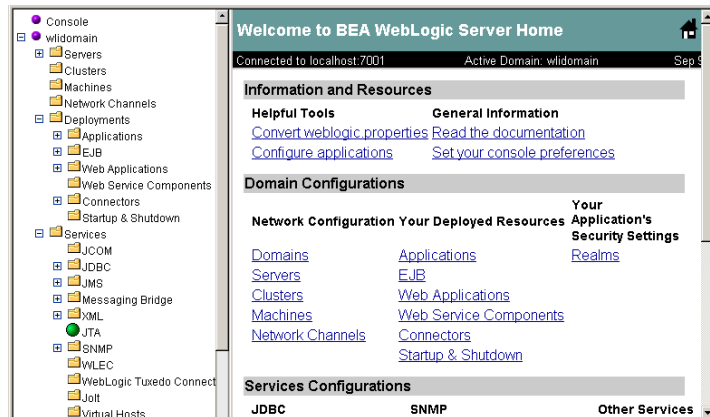 Console
wlidomain
Servers
Clusters
Machines
Network Channels
Deployments
Applications
EJB
Web Applications
Web Service Components
Connectors
Startup & Shutdown
Services
JCOM
JDBC
JMS
Messaging Bridge
XML
JTA
SNMP
WLEC
WebLogic Tuxedo Connect
Jolt
Virtual Hosts
Welcome to BEA WebLogic Server Home
Connected to localhost:7001 Active Domain: wlidomain Sep 9
Information and Resources
Helpful Tools General Information
Convert weblogic.properties Read the documentation
Configure applications Set your console preferences
Domain Configurations
Network Configuration Your Deployed Resources Your Application's Security Settings
Domains Applications Realms
Servers EJB
Clusters Web Applications
Machines Web Service Components
Network Channels Connectors
Startup & Shutdown
Services Configurations
JDBC SNMP Other Services